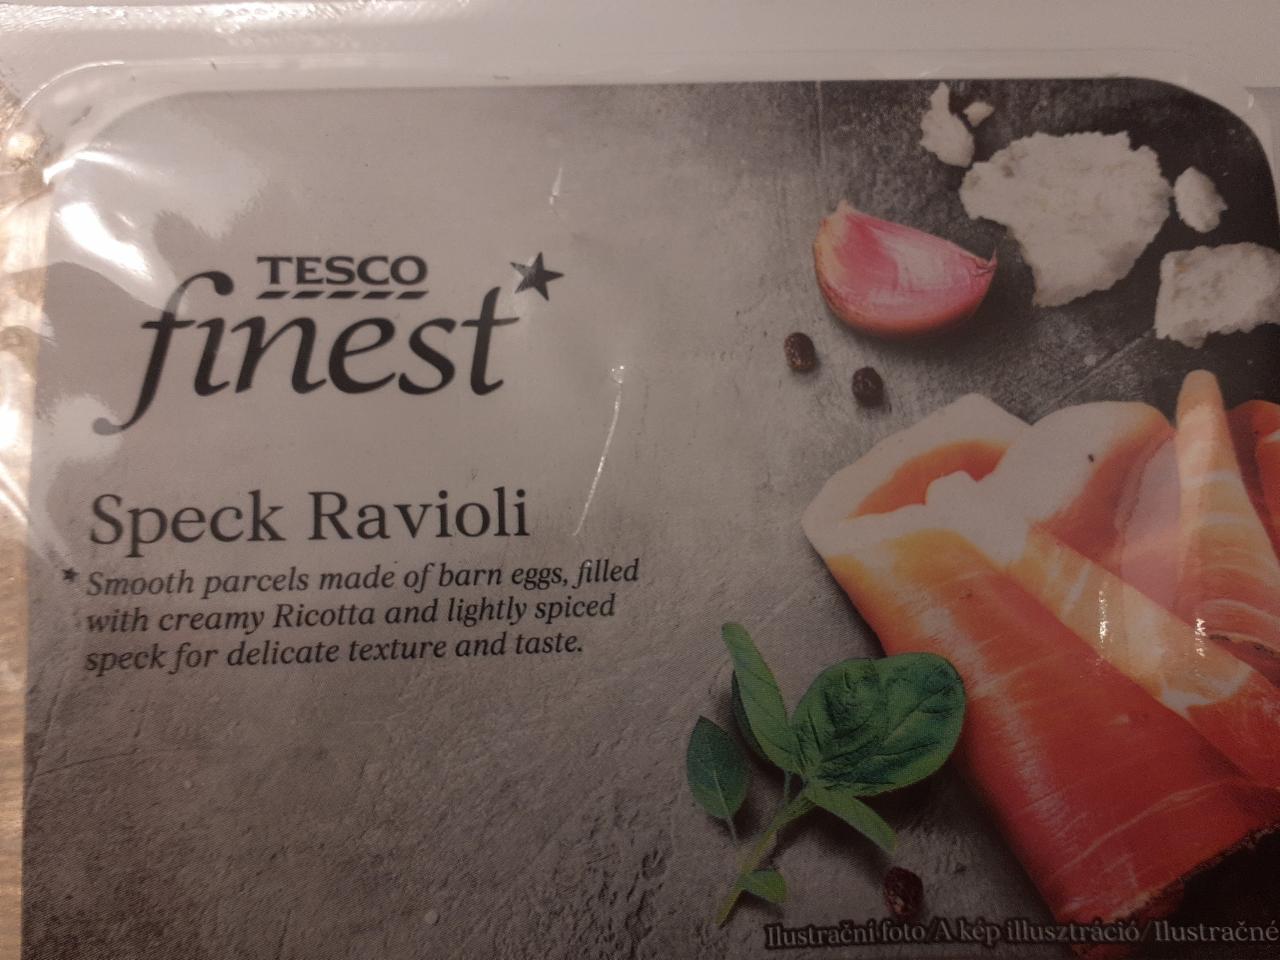 TESCO
finest
Speck Ravioli
Smooth parcels made of barn eggs, filled
with creamy Ricotta and lightly spiced
speck for delicate texture and taste.
Ilustrační foto/A kép illusztráció/Ilustračné